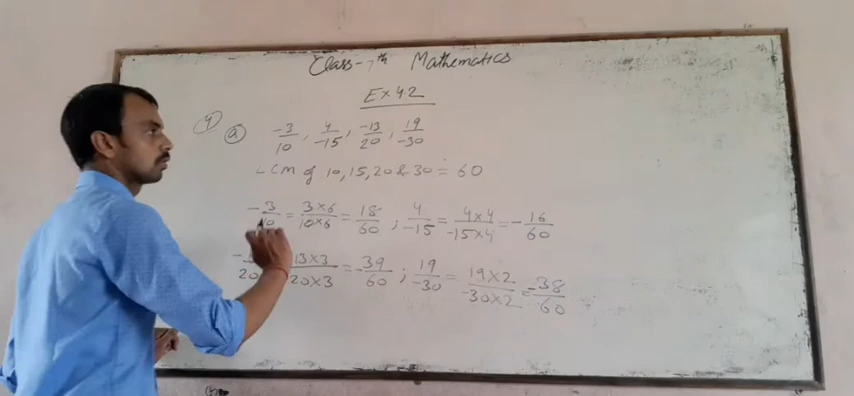 Class-7th Mathematics
Ex 4.2
4) a) -3/10, 4/-15, -13/20, 19/-30
LCM of 10, 15, 20 & 30 = 60
-3/10 = 3×6/10×6 = 18/60 ; 4/-15 = 4×4/-15×4 = -16/60
20 13×3/20×3 = -39/60 ; 19/-30 = 19×2/-30×2 = -38/60